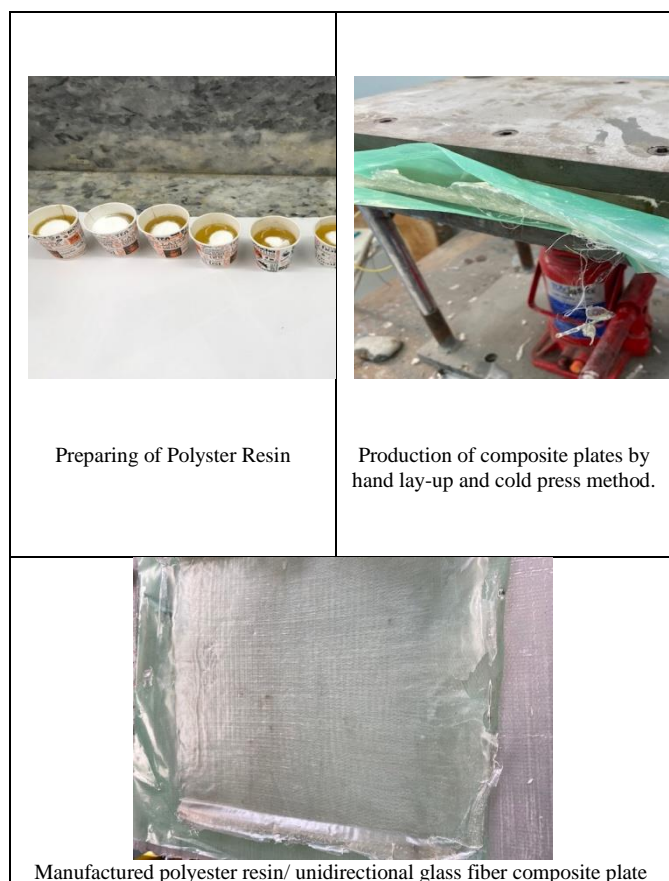 Preparing of Polyster Resin
Production of composite plates by
hand lay-up and cold press method.
Manufactured polyester resin/ unidirectional glass fiber composite plate